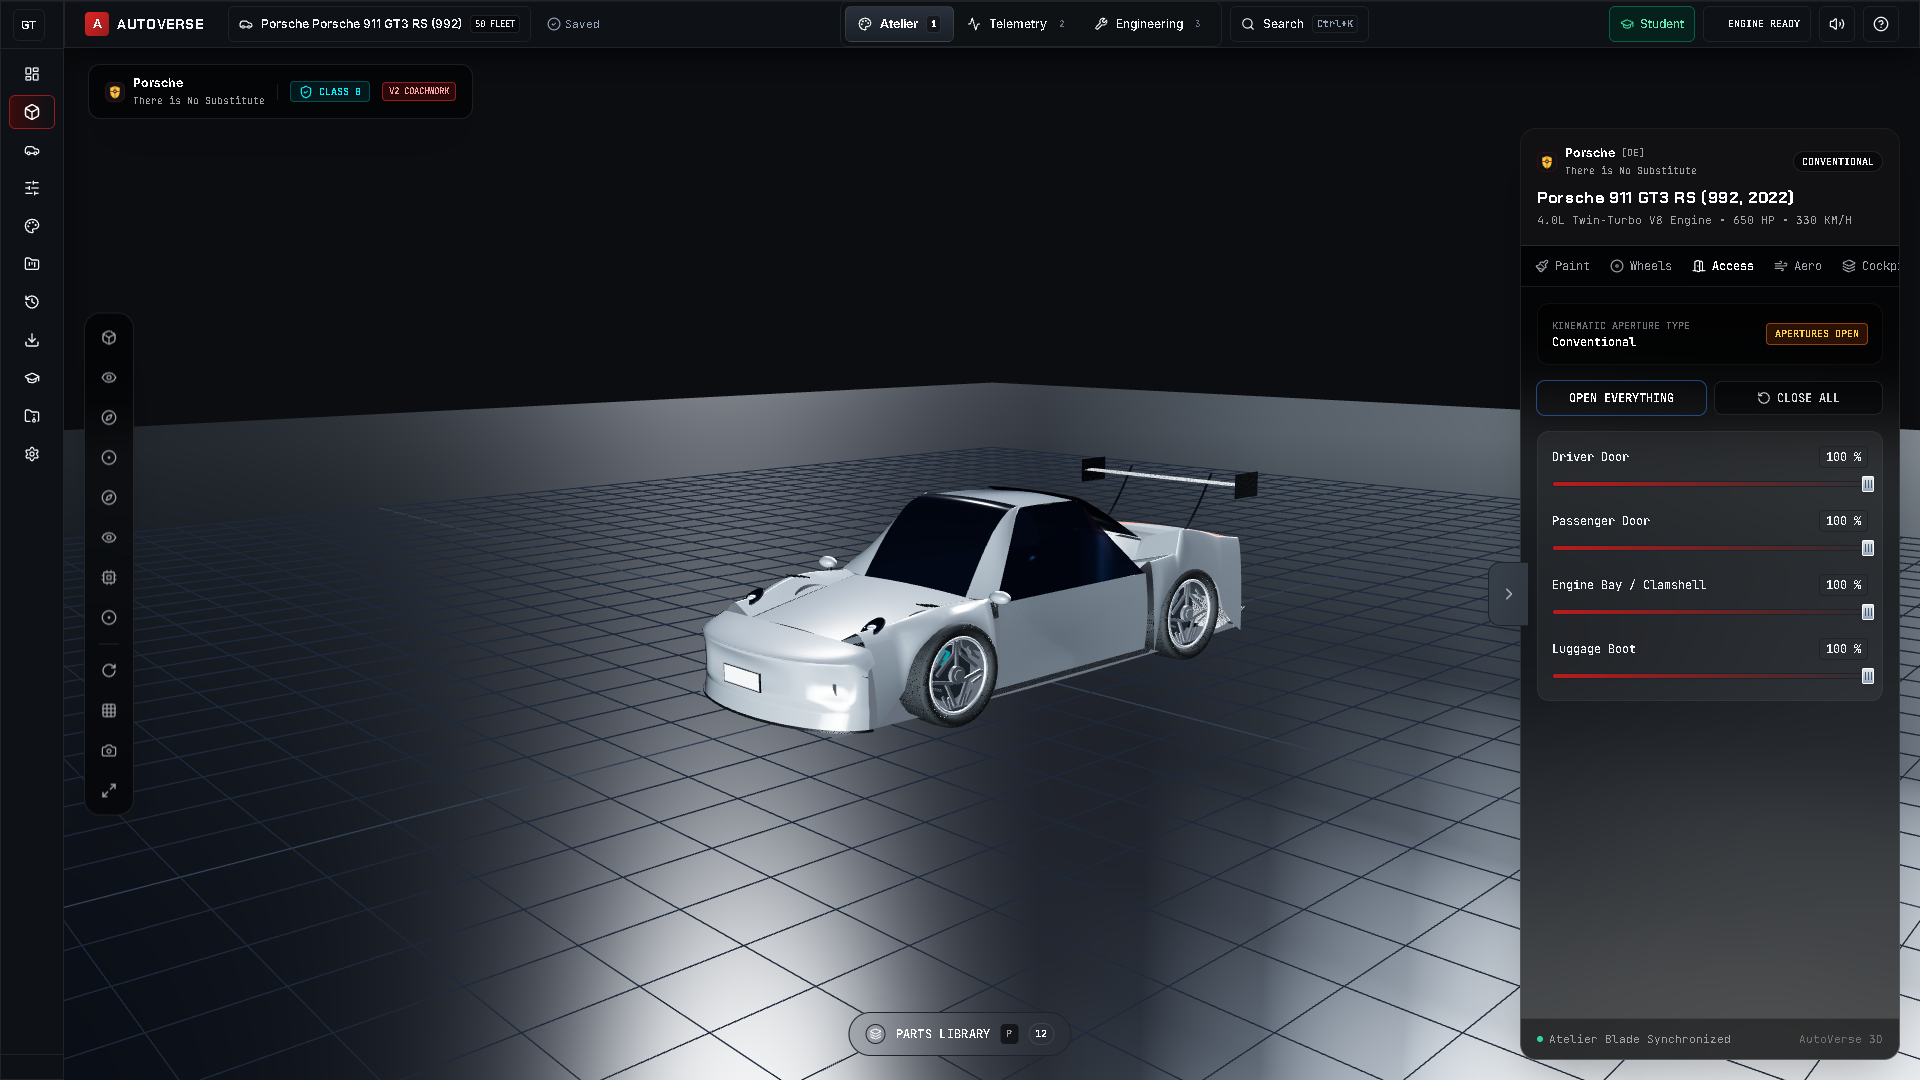 GT
A AUTOVERSE
Porsche Porsche 911 GT3 RS (992) 50 FLEET
Saved
Atelier 1
Telemetry 2
Engineering 3
Search Ctrl+K
Student
ENGINE READY
Porsche
There is No Substitute
CLASS B
V2 COACHWORK
Porsche [DE]
There is No Substitute
CONVENTIONAL
Porsche 911 GT3 RS (992, 2022)
4.0L Twin-Turbo V8 Engine • 650 HP • 330 KM/H
Paint
Wheels
Access
Aero
Cockp
KINEMATIC APERTURE TYPE
Conventional
APERTURES OPEN
OPEN EVERYTHING
CLOSE ALL
Driver Door 100 %
Passenger Door 100 %
Engine Bay / Clamshell 100 %
Luggage Boot 100 %
PARTS LIBRARY P 12
Atelier Blade Synchronized
AutoVerse 3D